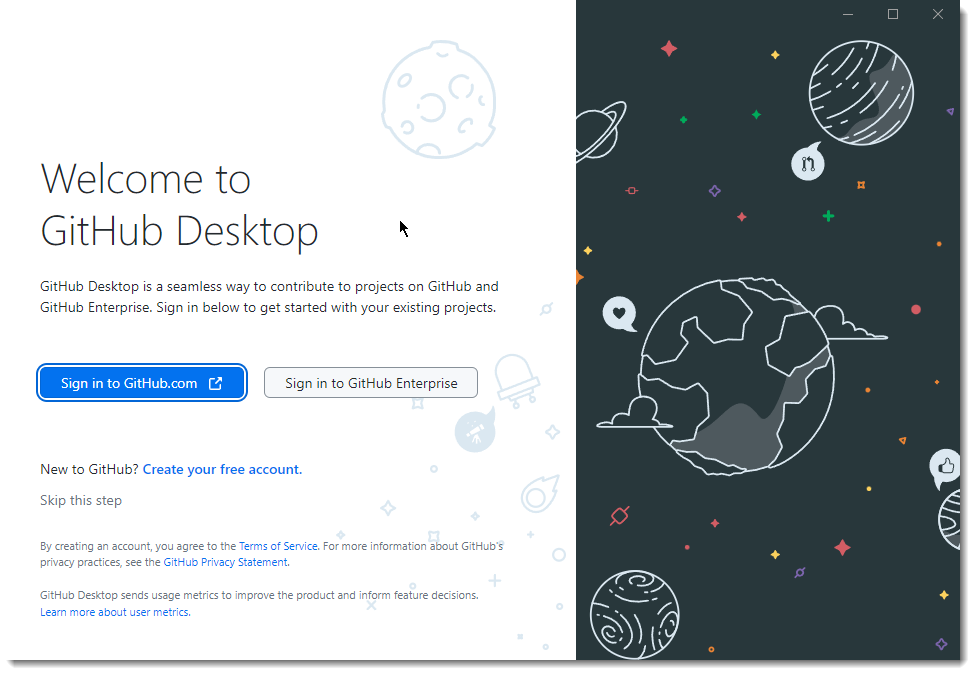 Welcome to
GitHub Desktop
GitHub Desktop is a seamless way to contribute to projects on GitHub and
GitHub Enterprise. Sign in below to get started with your existing projects.
Sign in to GitHub.com
Sign in to GitHub Enterprise
New to GitHub? Create your free account.
Skip this step
By creating an account, you agree to the Terms of Service. For more information about GitHub's
privacy practices, see the GitHub Privacy Statement.
GitHub Desktop sends usage metrics to improve the product and inform feature decisions.
Learn more about user metrics.